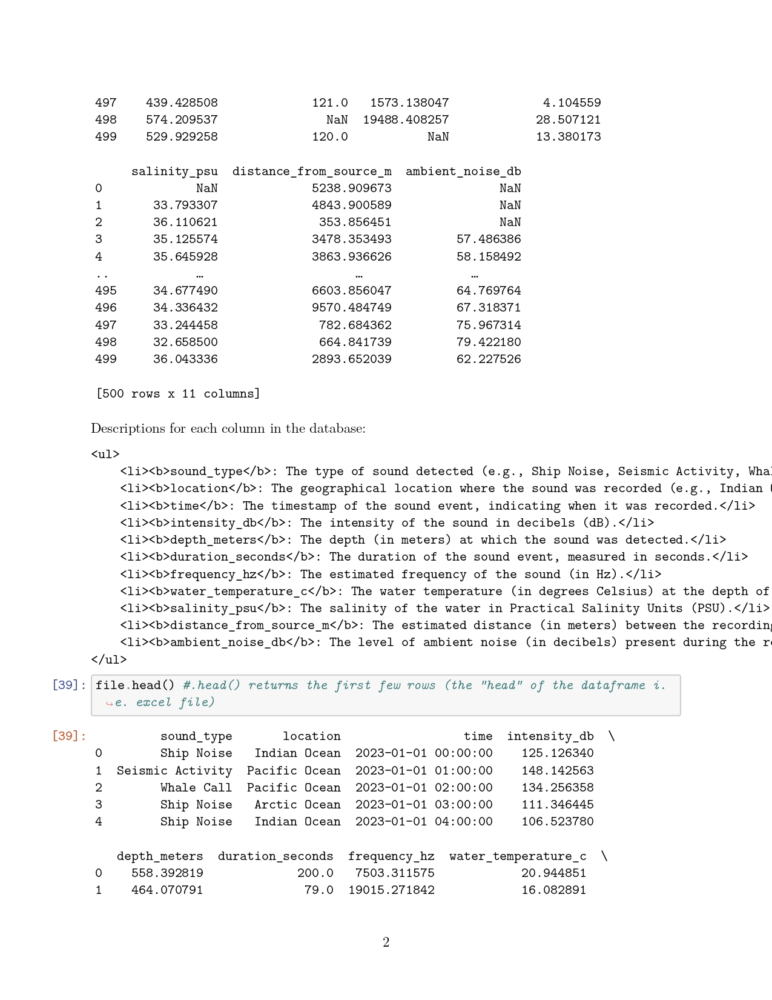 497    439.428508             121.0   1573.138047             4.104559
498    574.209537               NaN  19488.408257            28.507121
499    529.929258             120.0           NaN            13.380173
     salinity_psu  distance_from_source_m  ambient_noise_db
0             NaN             5238.909673               NaN
1       33.793307             4843.900589               NaN
2       36.110621              353.856451               NaN
3       35.125574             3478.353493         57.486386
4       35.645928             3863.936626         58.158492
..            …                     …               …
495     34.677490             6603.856047         64.769764
496     34.336432             9570.484749         67.318371
497     33.244458              782.684362         75.967314
498     32.658500              664.841739         79.422180
499     36.043336             2893.652039         62.227526
[500 rows x 11 columns]
Descriptions for each column in the database:
<ul>
    <li><b>sound_type</b>: The type of sound detected (e.g., Ship Noise, Seismic Activity,
    <li><b>location</b>: The geographical location where the sound was recorded (e.g., Indian
    <li><b>time</b>: The timestamp of the sound event, indicating when it was recorded.</li>
    <li><b>intensity_db</b>: The intensity of the sound in decibels (dB).</li>
    <li><b>depth_meters</b>: The depth (in meters) at which the sound was detected.</li>
    <li><b>duration_seconds</b>: The duration of the sound event, measured in seconds.</li>
    <li><b>frequency_hz</b>: The estimated frequency of the sound (in Hz).</li>
    <li><b>water_temperature_c</b>: The water temperature (in degrees Celsius) at the depth of
    <li><b>salinity_psu</b>: The salinity of the water in Practical Salinity Units (PSU).</li>
    <li><b>distance_from_source_m</b>: The estimated distance (in meters) between the recording
    <li><b>ambient_noise_db</b>: The level of ambient noise (in decibels) present during the
</ul>
[39]: file.head() #.head() returns the first few rows (the "head" of the dataframe i.
↪e. excel file)
[39]:          sound_type       location                 time  intensity_db  \
0        Ship Noise   Indian Ocean  2023-01-01 00:00:00    125.126340
1  Seismic Activity  Pacific Ocean  2023-01-01 01:00:00    148.142563
2        Whale Call  Pacific Ocean  2023-01-01 02:00:00    134.256358
3        Ship Noise   Arctic Ocean  2023-01-01 03:00:00    111.346445
4        Ship Noise   Indian Ocean  2023-01-01 04:00:00    106.523780
   depth_meters  duration_seconds  frequency_hz  water_temperature_c  \
0    558.392819             200.0   7503.311575            20.944851
1    464.070791              79.0  19015.271842            16.082891
2